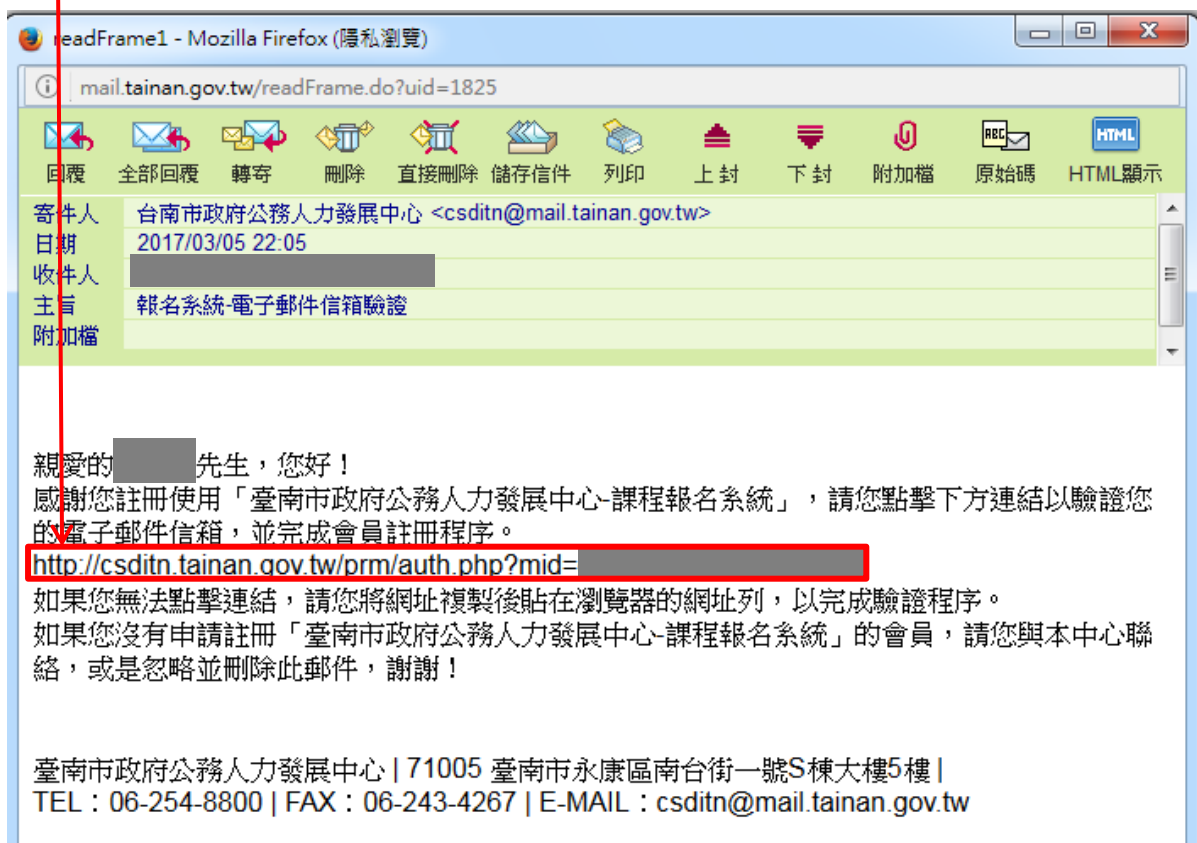 readFrame1 - Mozilla Firefox (隱私瀏覽)
mail.tainan.gov.tw/readFrame.do?uid=1825
回覆 全部回覆 轉寄 刪除 直接刪除 儲存信件 列印 上封 下封 附加檔 原始碼 HTML顯示
寄件人 台南市政府公務人力發展中心 <csditn@mail.tainan.gov.tw>
日期 2017/03/05 22:05
收件人
主旨 報名系統-電子郵件信箱驗證
附加檔
親愛的 先生，您好！
感謝您註冊使用「臺南市政府公務人力發展中心-課程報名系統」，請您點擊下方連結以驗證您
的電子郵件信箱，並完成會員註冊程序。
http://csditn.tainan.gov.tw/prm/auth.php?mid=
如果您無法點擊連結，請您將網址複製後貼在瀏覽器的網址列，以完成驗證程序。
如果您沒有申請註冊「臺南市政府公務人力發展中心-課程報名系統」的會員，請您與本中心聯
絡，或是忽略並刪除此郵件，謝謝！
臺南市政府公務人力發展中心 | 71005 臺南市永康區南台街一號S棟大樓5樓 |
TEL：06-254-8800 | FAX：06-243-4267 | E-MAIL：csditn@mail.tainan.gov.tw